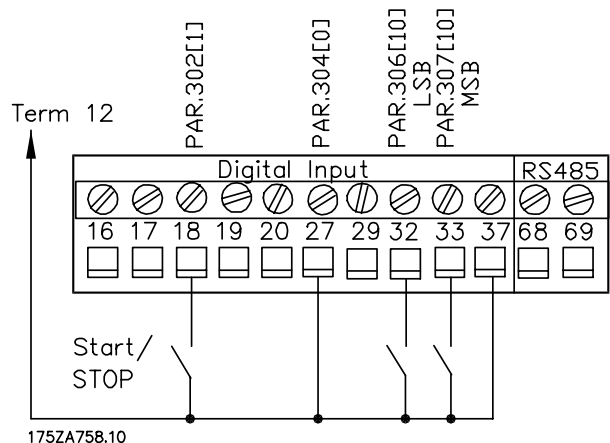 PAR.302[1]
PAR.304[0]
PAR.306[10]
LSB
PAR.307[10]
MSB
Term 12
Digital Input RS485
16 17 18 19 20 27 29 32 33 37 68 69
Start/
STOP
175ZA758.10